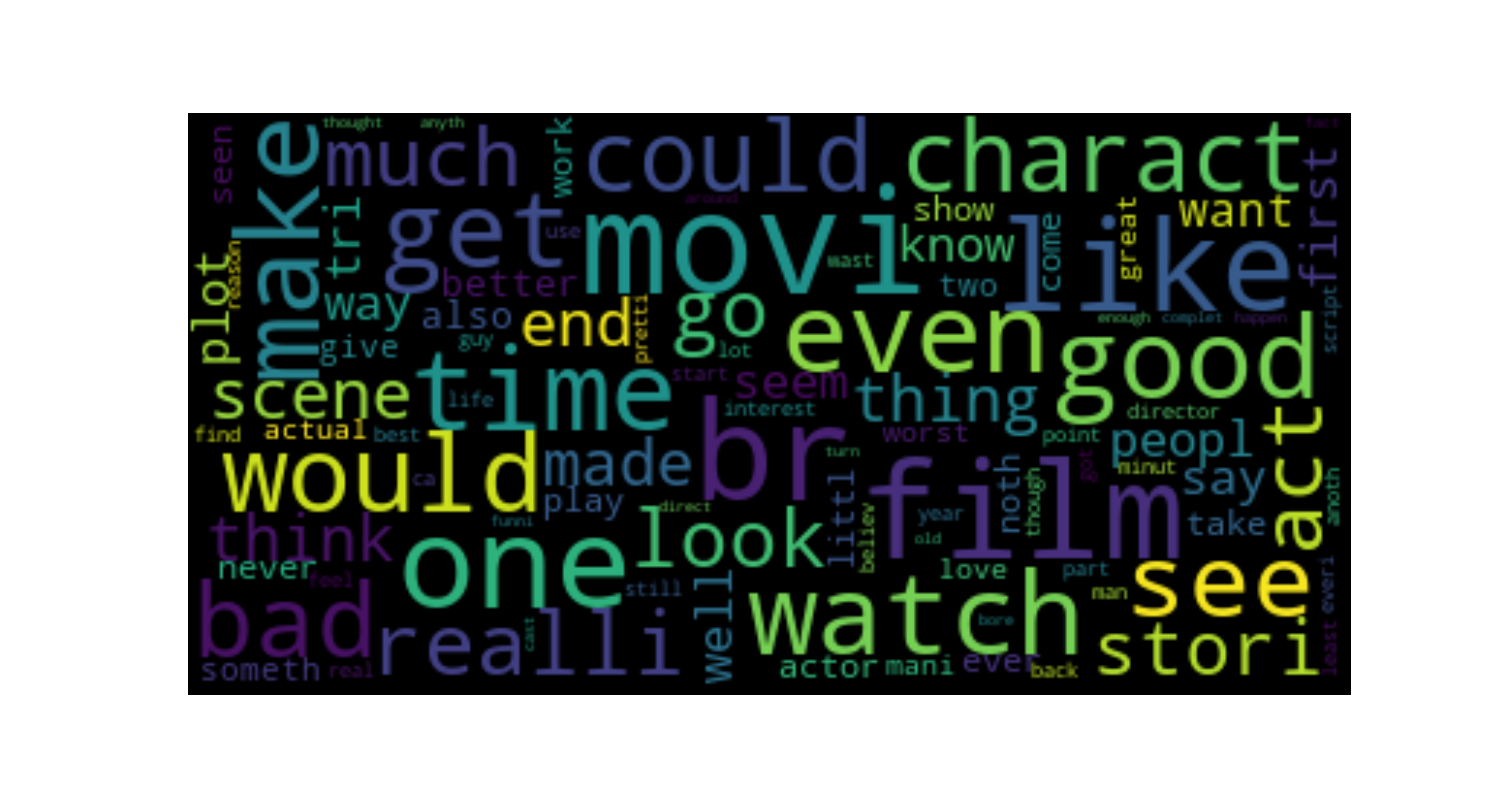 thought
anyth
fact
seen
make
much
work
could
charact
first
tri
get
use
around
movi
wast
show
know
like
come
great
want
plot
reason
better
two
way
also
end
pretti
go
even
enough
complet
happen
script
give
guy
lot
good
time
life
start
seem
thing
scene
interest
director
act
find
actual
best
br
worst
point
peopl
would
ca
made
turn
film
got
minut
say
anoth
play
direct
littl
believ
year
old
noth
though
take
think
funni
one
look
never
feel
still
love
part
man
see
everi
bad
realli
cast
well
watch
bore
stori
least
someth
real
actor
mani
ever
back